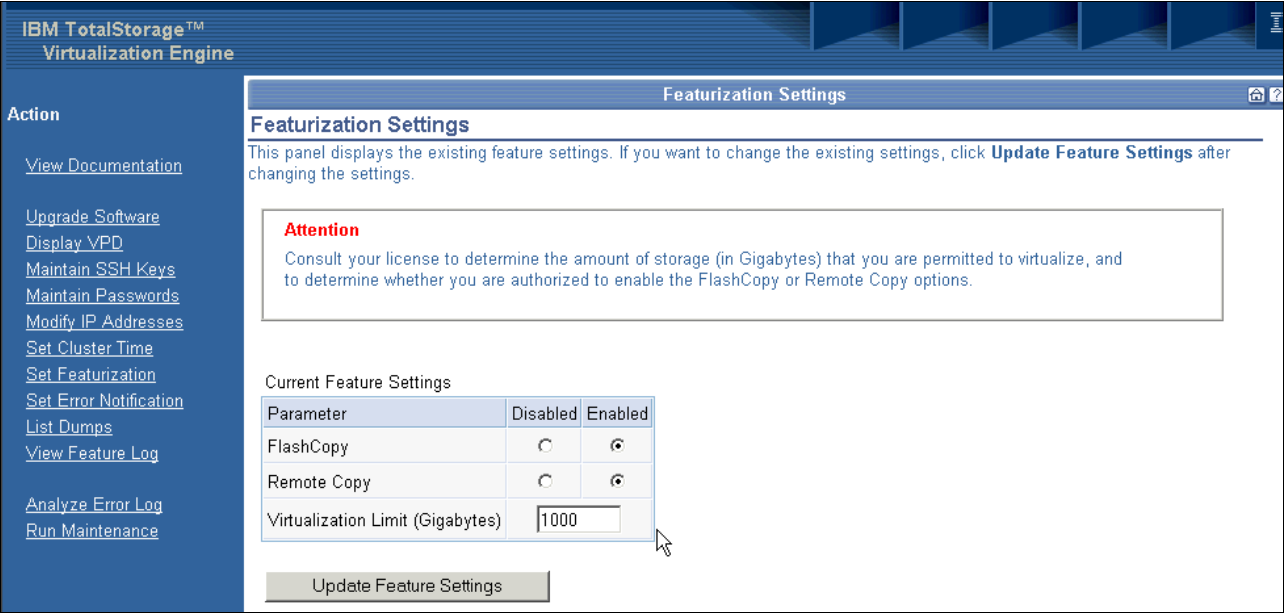 IBM TotalStorage™
Virtualization Engine
Action
View Documentation
Upgrade Software
Display VPD
Maintain SSH Keys
Maintain Passwords
Modify IP Addresses
Set Cluster Time
Set Featurization
Set Error Notification
List Dumps
View Feature Log
Analyze Error Log
Run Maintenance
Featurization Settings
?
Featurization Settings
This panel displays the existing feature settings. If you want to change the existing settings, click Update Feature Settings after
changing the settings.
Attention
Consult your license to determine the amount of storage (in Gigabytes) that you are permitted to virtualize, and
to determine whether you are authorized to enable the FlashCopy or Remote Copy options.
Current Feature Settings
Parameter Disabled Enabled
FlashCopy
Remote Copy
Virtualization Limit (Gigabytes) 1000
Update Feature Settings